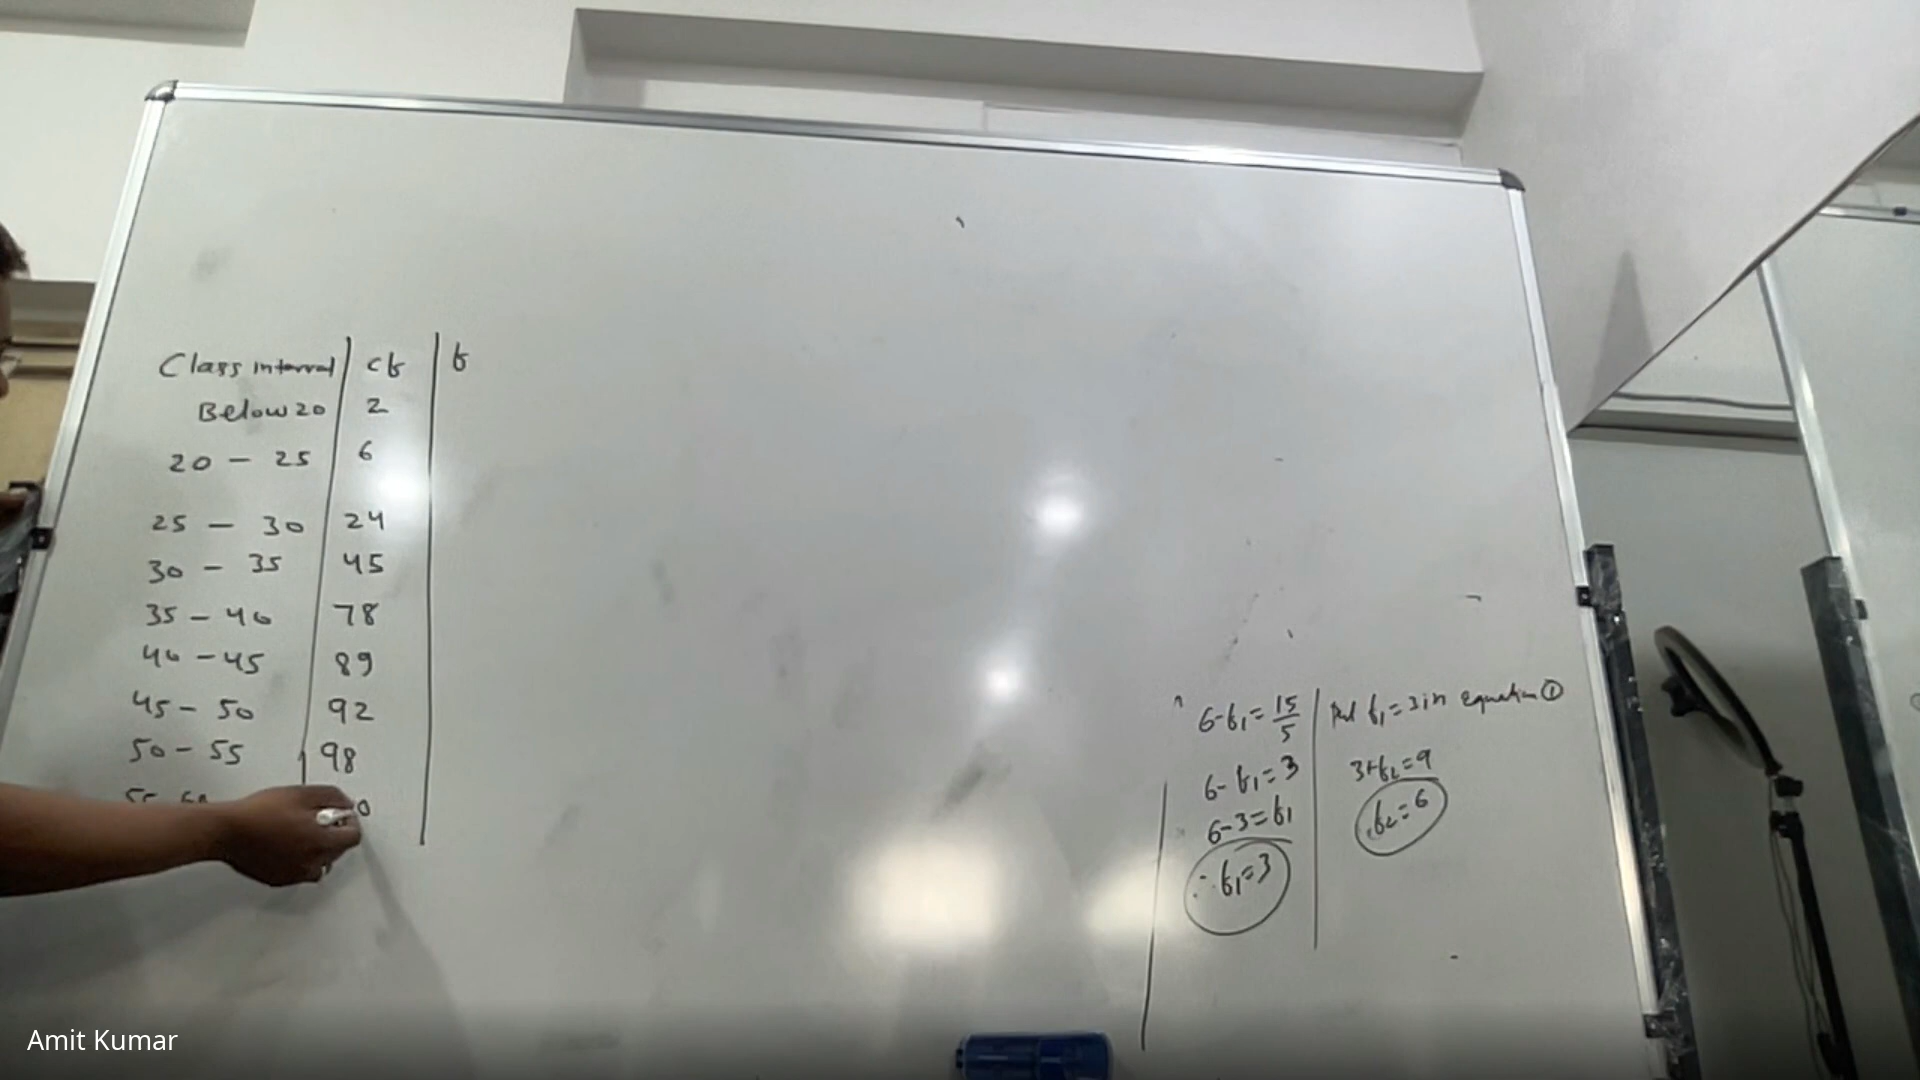 Class interval cf f
Below 20 2
20 - 25 6
25 - 30 24
30 - 35 45
35 - 40 78
40 - 45 89
45 - 50 92
50 - 55 98
6-f1=15/5
6-f1=3
6-3=f1
∴ f1=3
Put f1=3 in equation ①
3+f2=9
f2=6
Amit Kumar